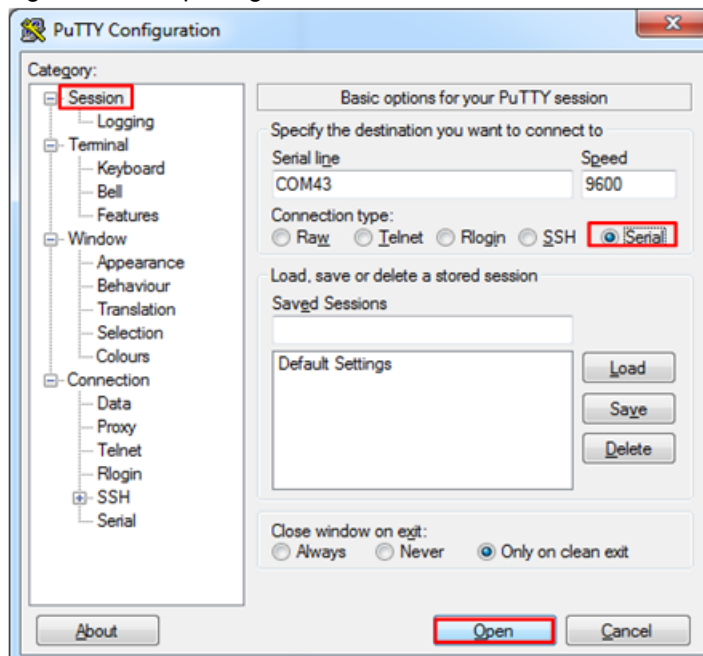 PuTTY Configuration
Category:
Session
Logging
Terminal
Keyboard
Bell
Features
Window
Appearance
Behaviour
Translation
Selection
Colours
Connection
Data
Proxy
Telnet
Rlogin
SSH
Serial
About
Basic options for your PuTTY session
Specify the destination you want to connect to
Serial line Speed
COM43 9600
Connection type:
Raw Telnet Rlogin SSH Serial
Load, save or delete a stored session
Saved Sessions
Default Settings
Load
Save
Delete
Close window on exit:
Always Never Only on clean exit
Open Cancel